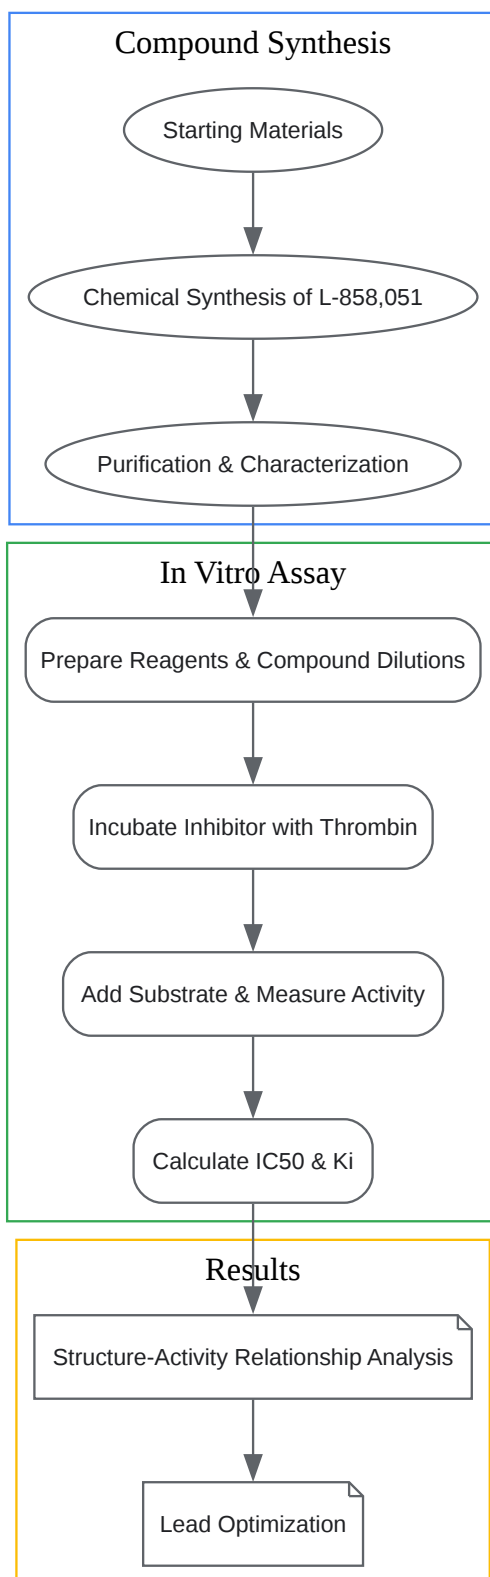 Compound Synthesis
Starting Materials
Chemical Synthesis of L-858,051
Purification & Characterization
In Vitro Assay
Prepare Reagents & Compound Dilutions
Incubate Inhibitor with Thrombin
Add Substrate & Measure Activity
Calculate IC50 & Ki
Results
Structure-Activity Relationship Analysis
Lead Optimization